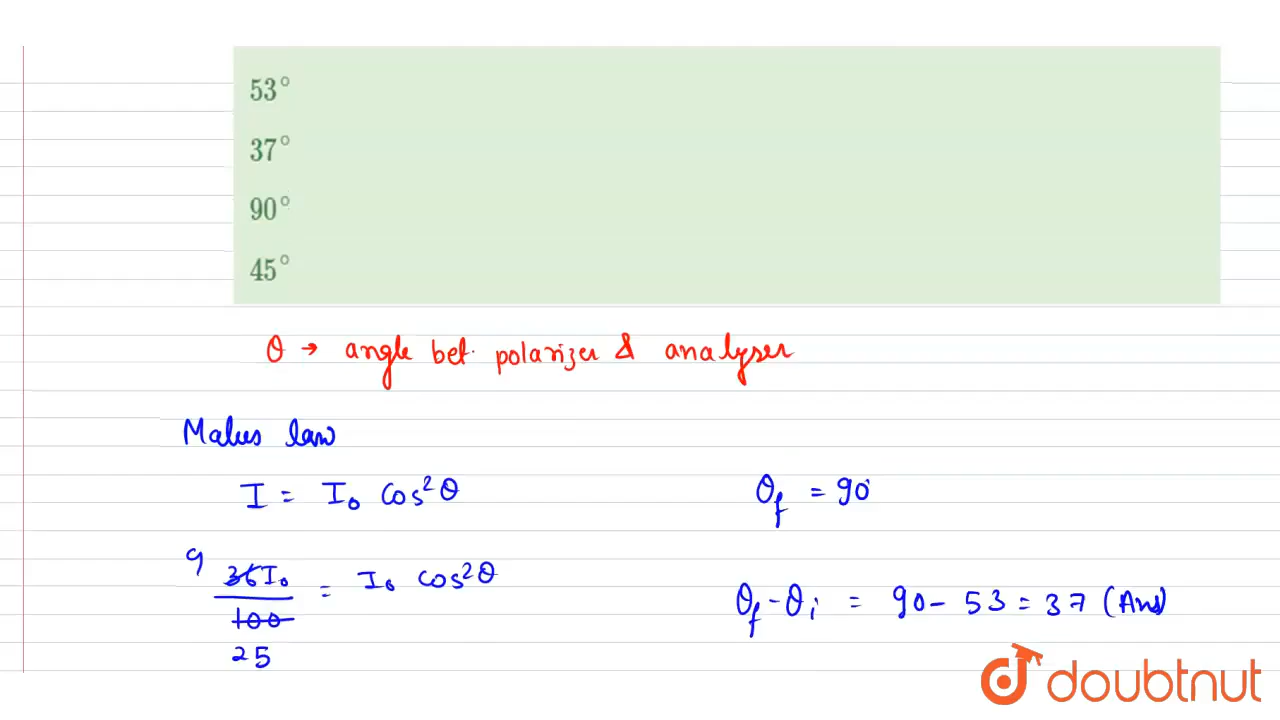 53°
37°
90°
45°
θ → angle bet. polarizer & analyser
Malus law
I = I₀ cos²θ
θf = 90°
9
36I₀/100 = I₀ cos²θ
25
θf - θi = 90 - 53 = 37 (Ans)
doubtnut